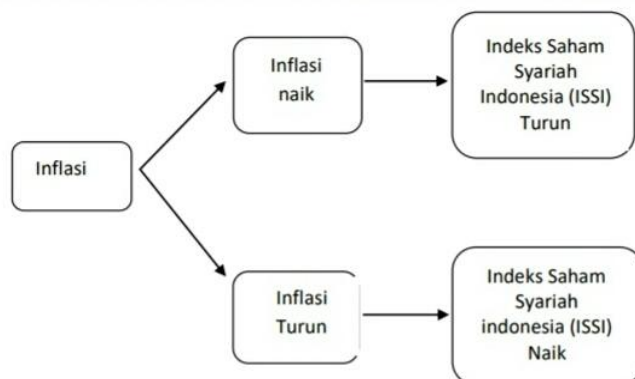 Inflasi
Inflasi
naik
Indeks Saham
Syariah
Indonesia (ISSI)
Turun
Inflasi
Turun
Indeks Saham
Syariah
indonesia (ISSI)
Naik